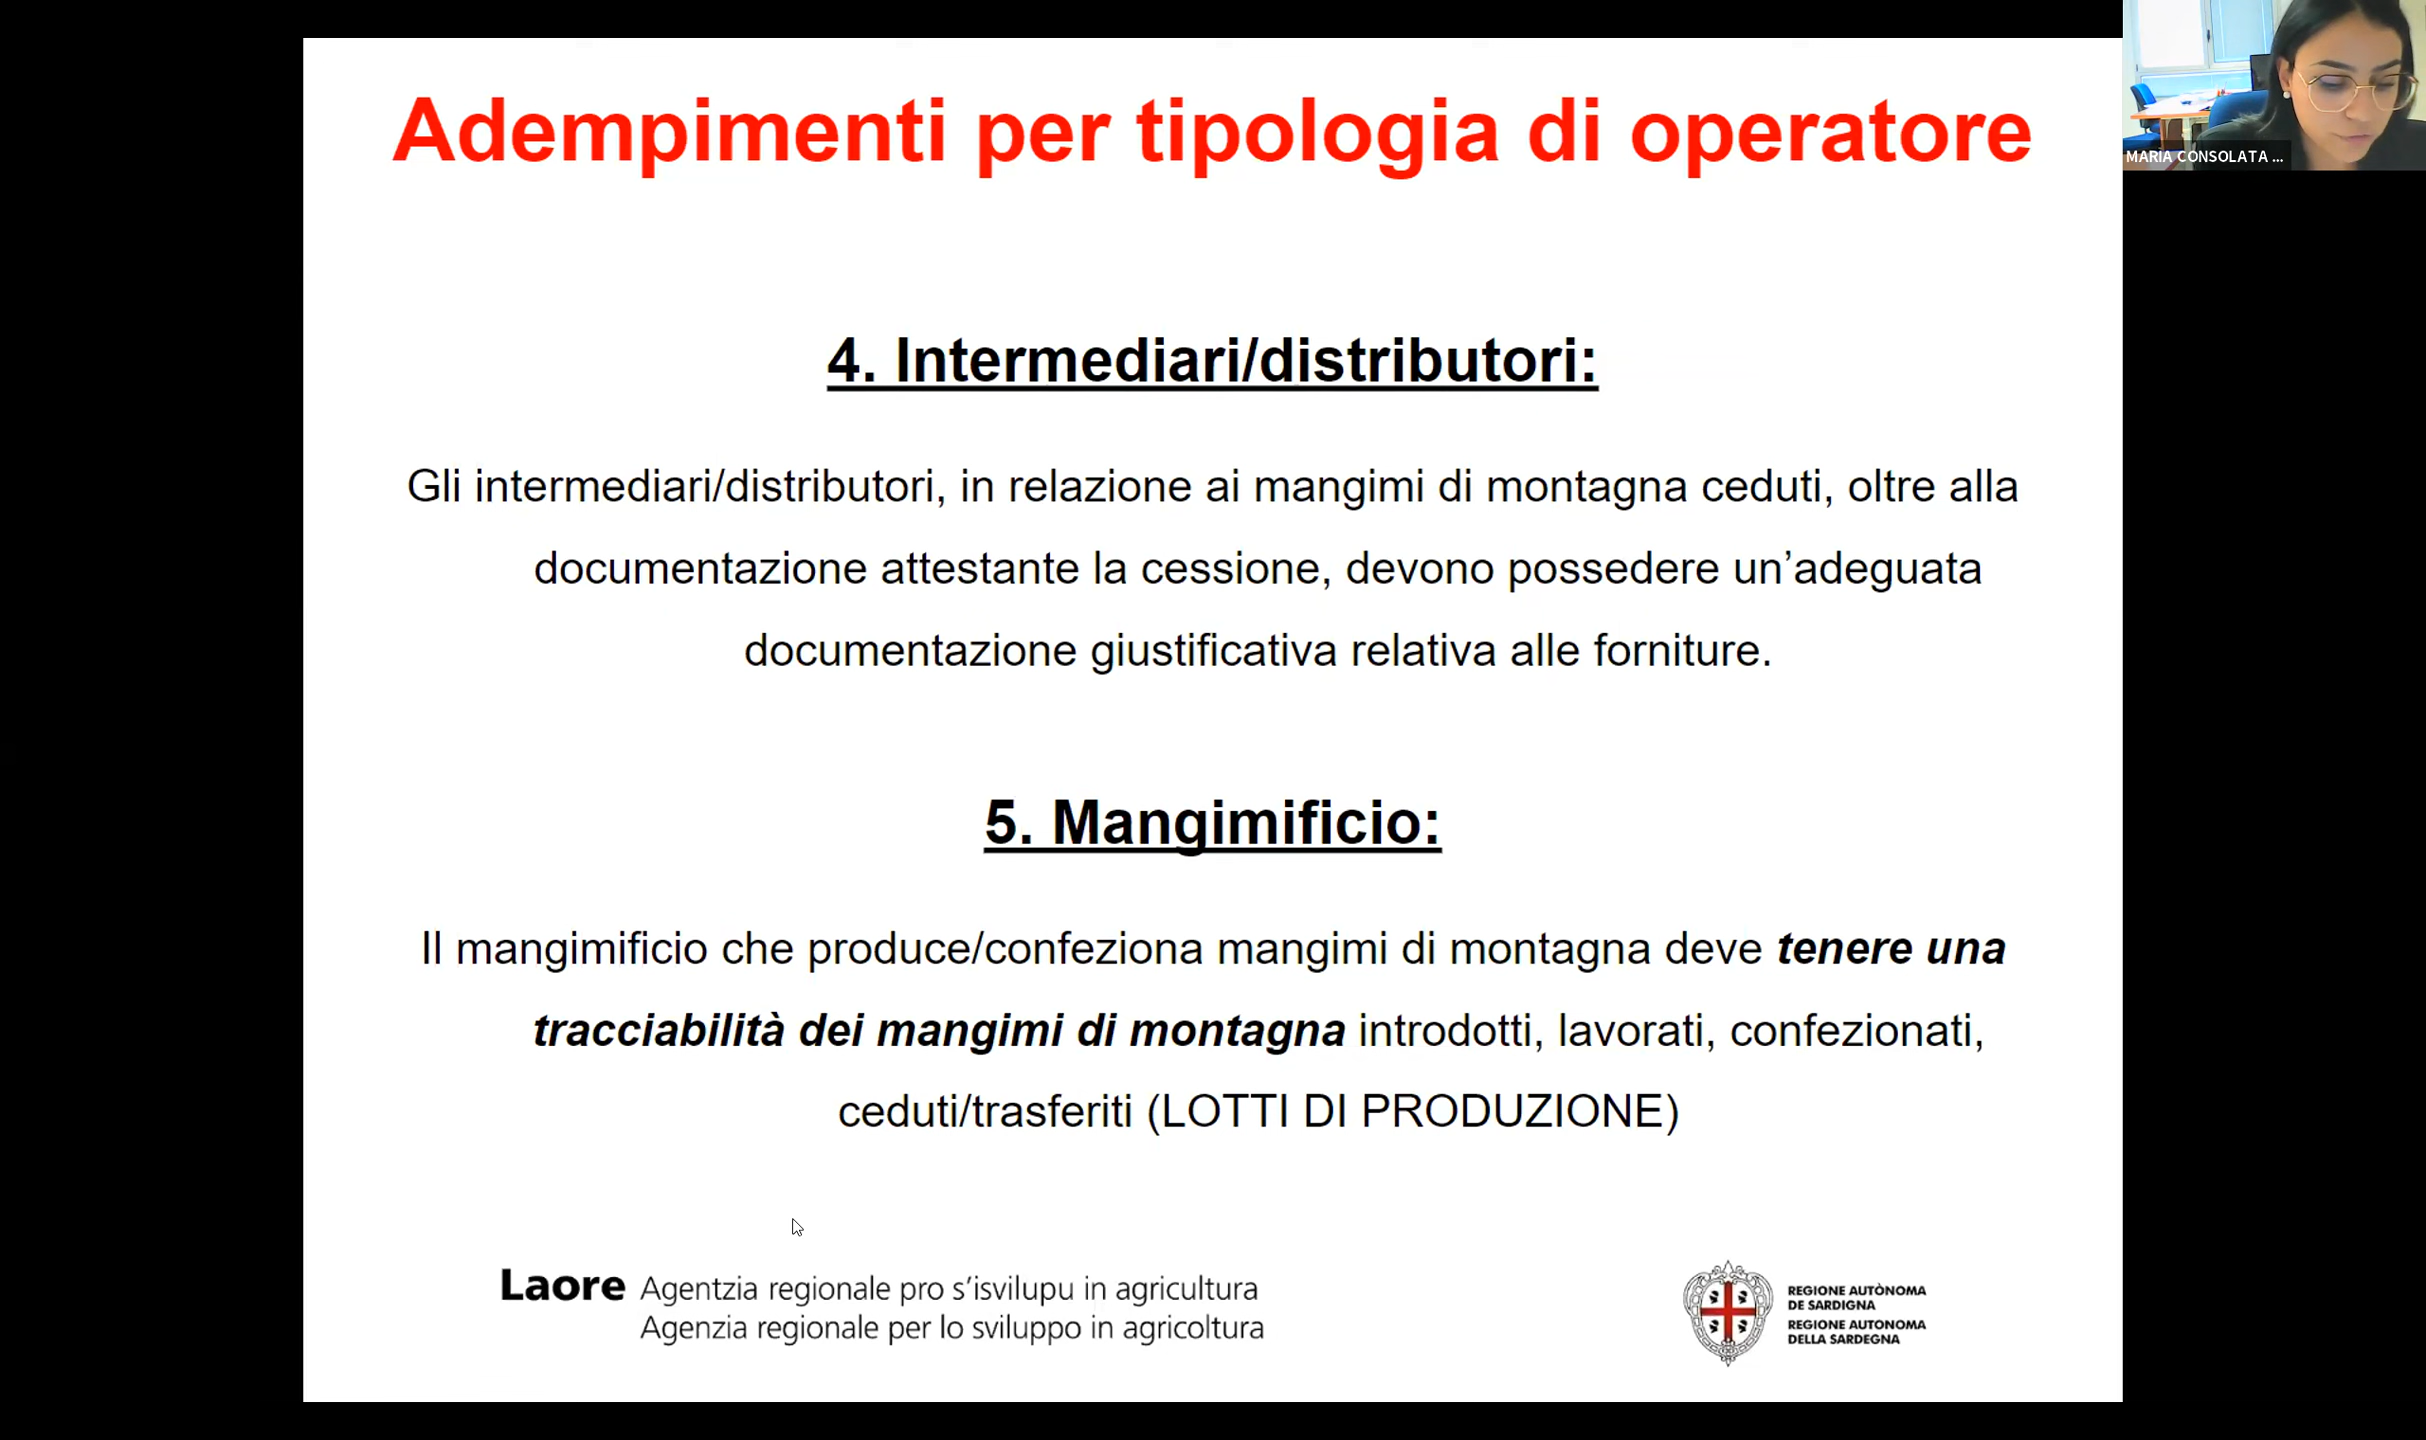 Adempimenti per tipologia di operatore
MARIA CONSOLATA ...
4. Intermediari/distributori:
Gli intermediari/distributori, in relazione ai mangimi di montagna ceduti, oltre alla
documentazione attestante la cessione, devono possedere un’adeguata
documentazione giustificativa relativa alle forniture.
5. Mangimificio:
Il mangimificio che produce/confeziona mangimi di montagna deve tenere una
tracciabilità dei mangimi di montagna introdotti, lavorati, confezionati,
ceduti/trasferiti (LOTTI DI PRODUZIONE)
Laore Agentzia regionale pro s’isvilupu in agricultura
Agenzia regionale per lo sviluppo in agricoltura
REGIONE AUTÒNOMA
DE SARDIGNA
REGIONE AUTONOMA
DELLA SARDEGNA